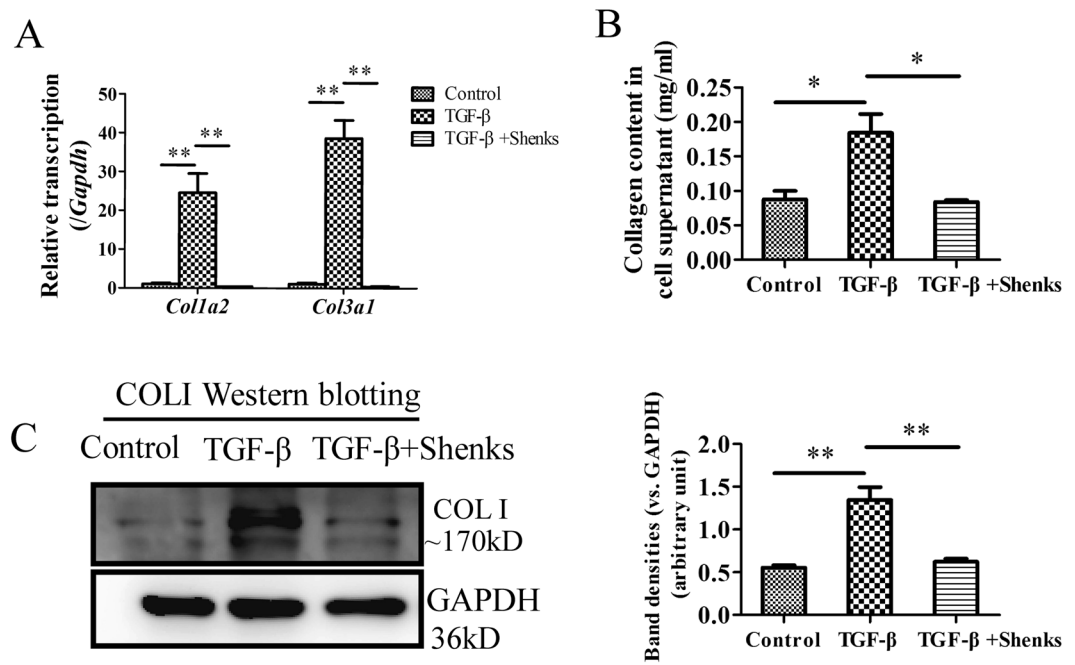 A
Relative transcription
(/Gapdh)
50
40
30
20
10
0
**
**
**
**
Col1a2
Col3a1
Control
TGF-β
TGF-β +Shenks
B
Collagen content in
cell supernatant (mg/ml)
0.25
0.20
0.15
0.10
0.05
0.00
*
*
Control
TGF-β
TGF-β +Shenks
C
COLI Western blotting
Control
TGF-β
TGF-β+Shenks
COL I
~170kD
GAPDH
36kD
Band densities (vs. GAPDH)
(arbitrary unit)
2.0
1.5
1.0
0.5
0.0
**
**
Control
TGF-β
TGF-β +Shenks